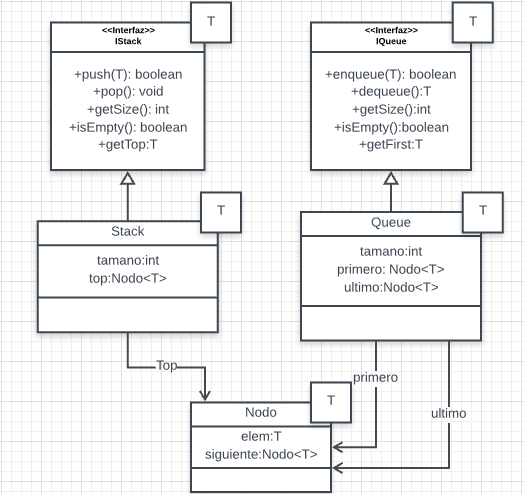 T
<<Interfaz>>
IStack
+push(T): boolean
+pop(): void
+getSize(): int
+isEmpty(): boolean
+getTop:T
T
<<Interfaz>>
IQueue
+enqueue(T): boolean
+dequeue():T
+getSize():int
+isEmpty():boolean
+getFirst:T
T
Stack
tamano:int
top:Nodo<T>
T
Queue
tamano:int
primero: Nodo<T>
ultimo:Nodo<T>
Top
primero
ultimo
T
Nodo
elem:T
siguiente:Nodo<T>